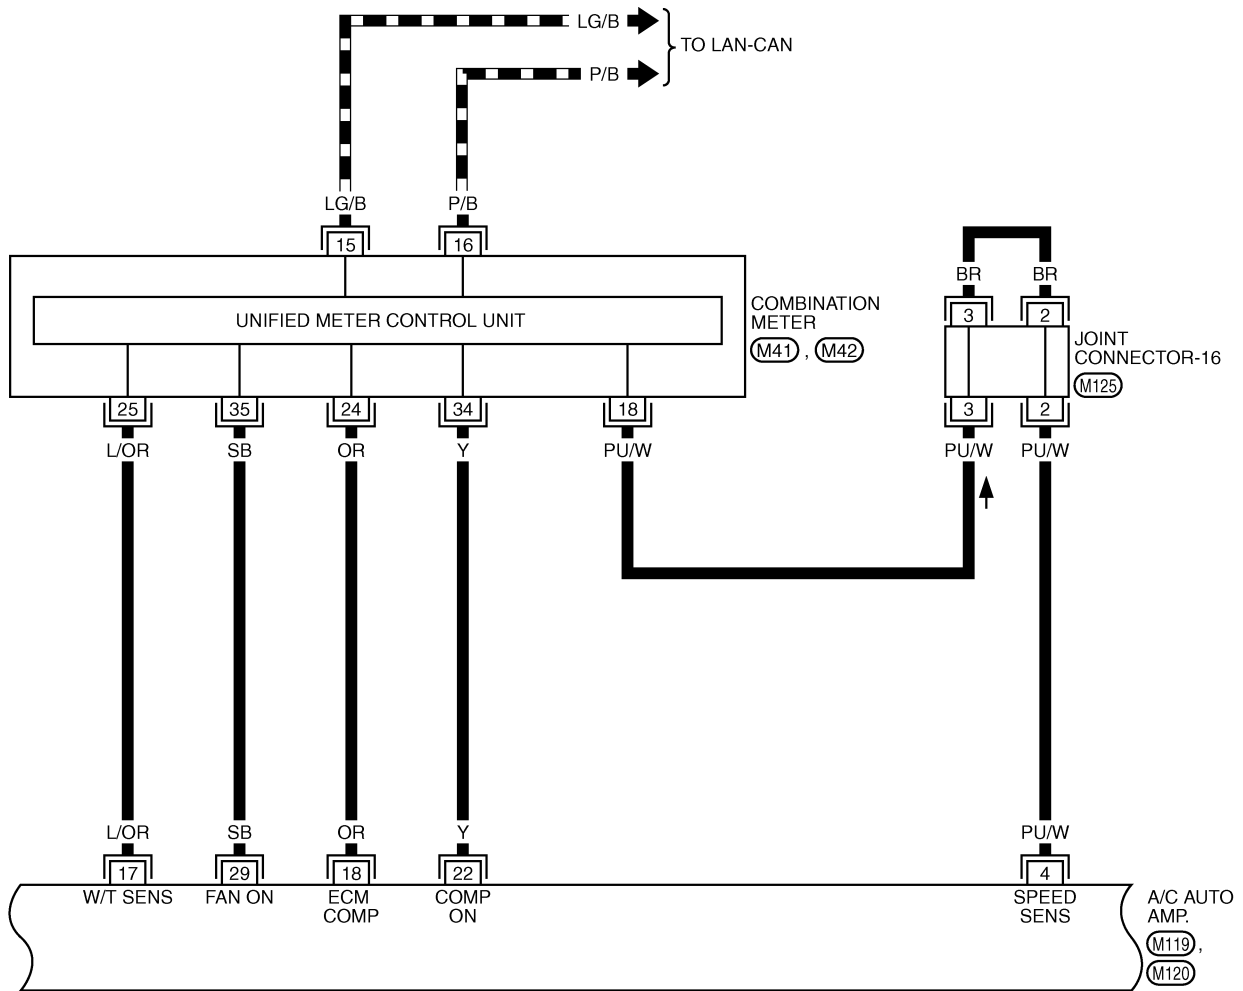 LG/B
TO LAN-CAN
P/B
LG/B P/B
15 16
BR BR
3 2
UNIFIED METER CONTROL UNIT
COMBINATION
METER
M41 , M42
JOINT
CONNECTOR-16
M125
25 35 24 34 18 3 2
L/OR SB OR Y PU/W PU/W PU/W
L/OR SB OR Y PU/W
17 29 18 22 4
W/T SENS FAN ON ECM
COMP COMP
ON SPEED
SENS
A/C AUTO
AMP.
M119 ,
M120